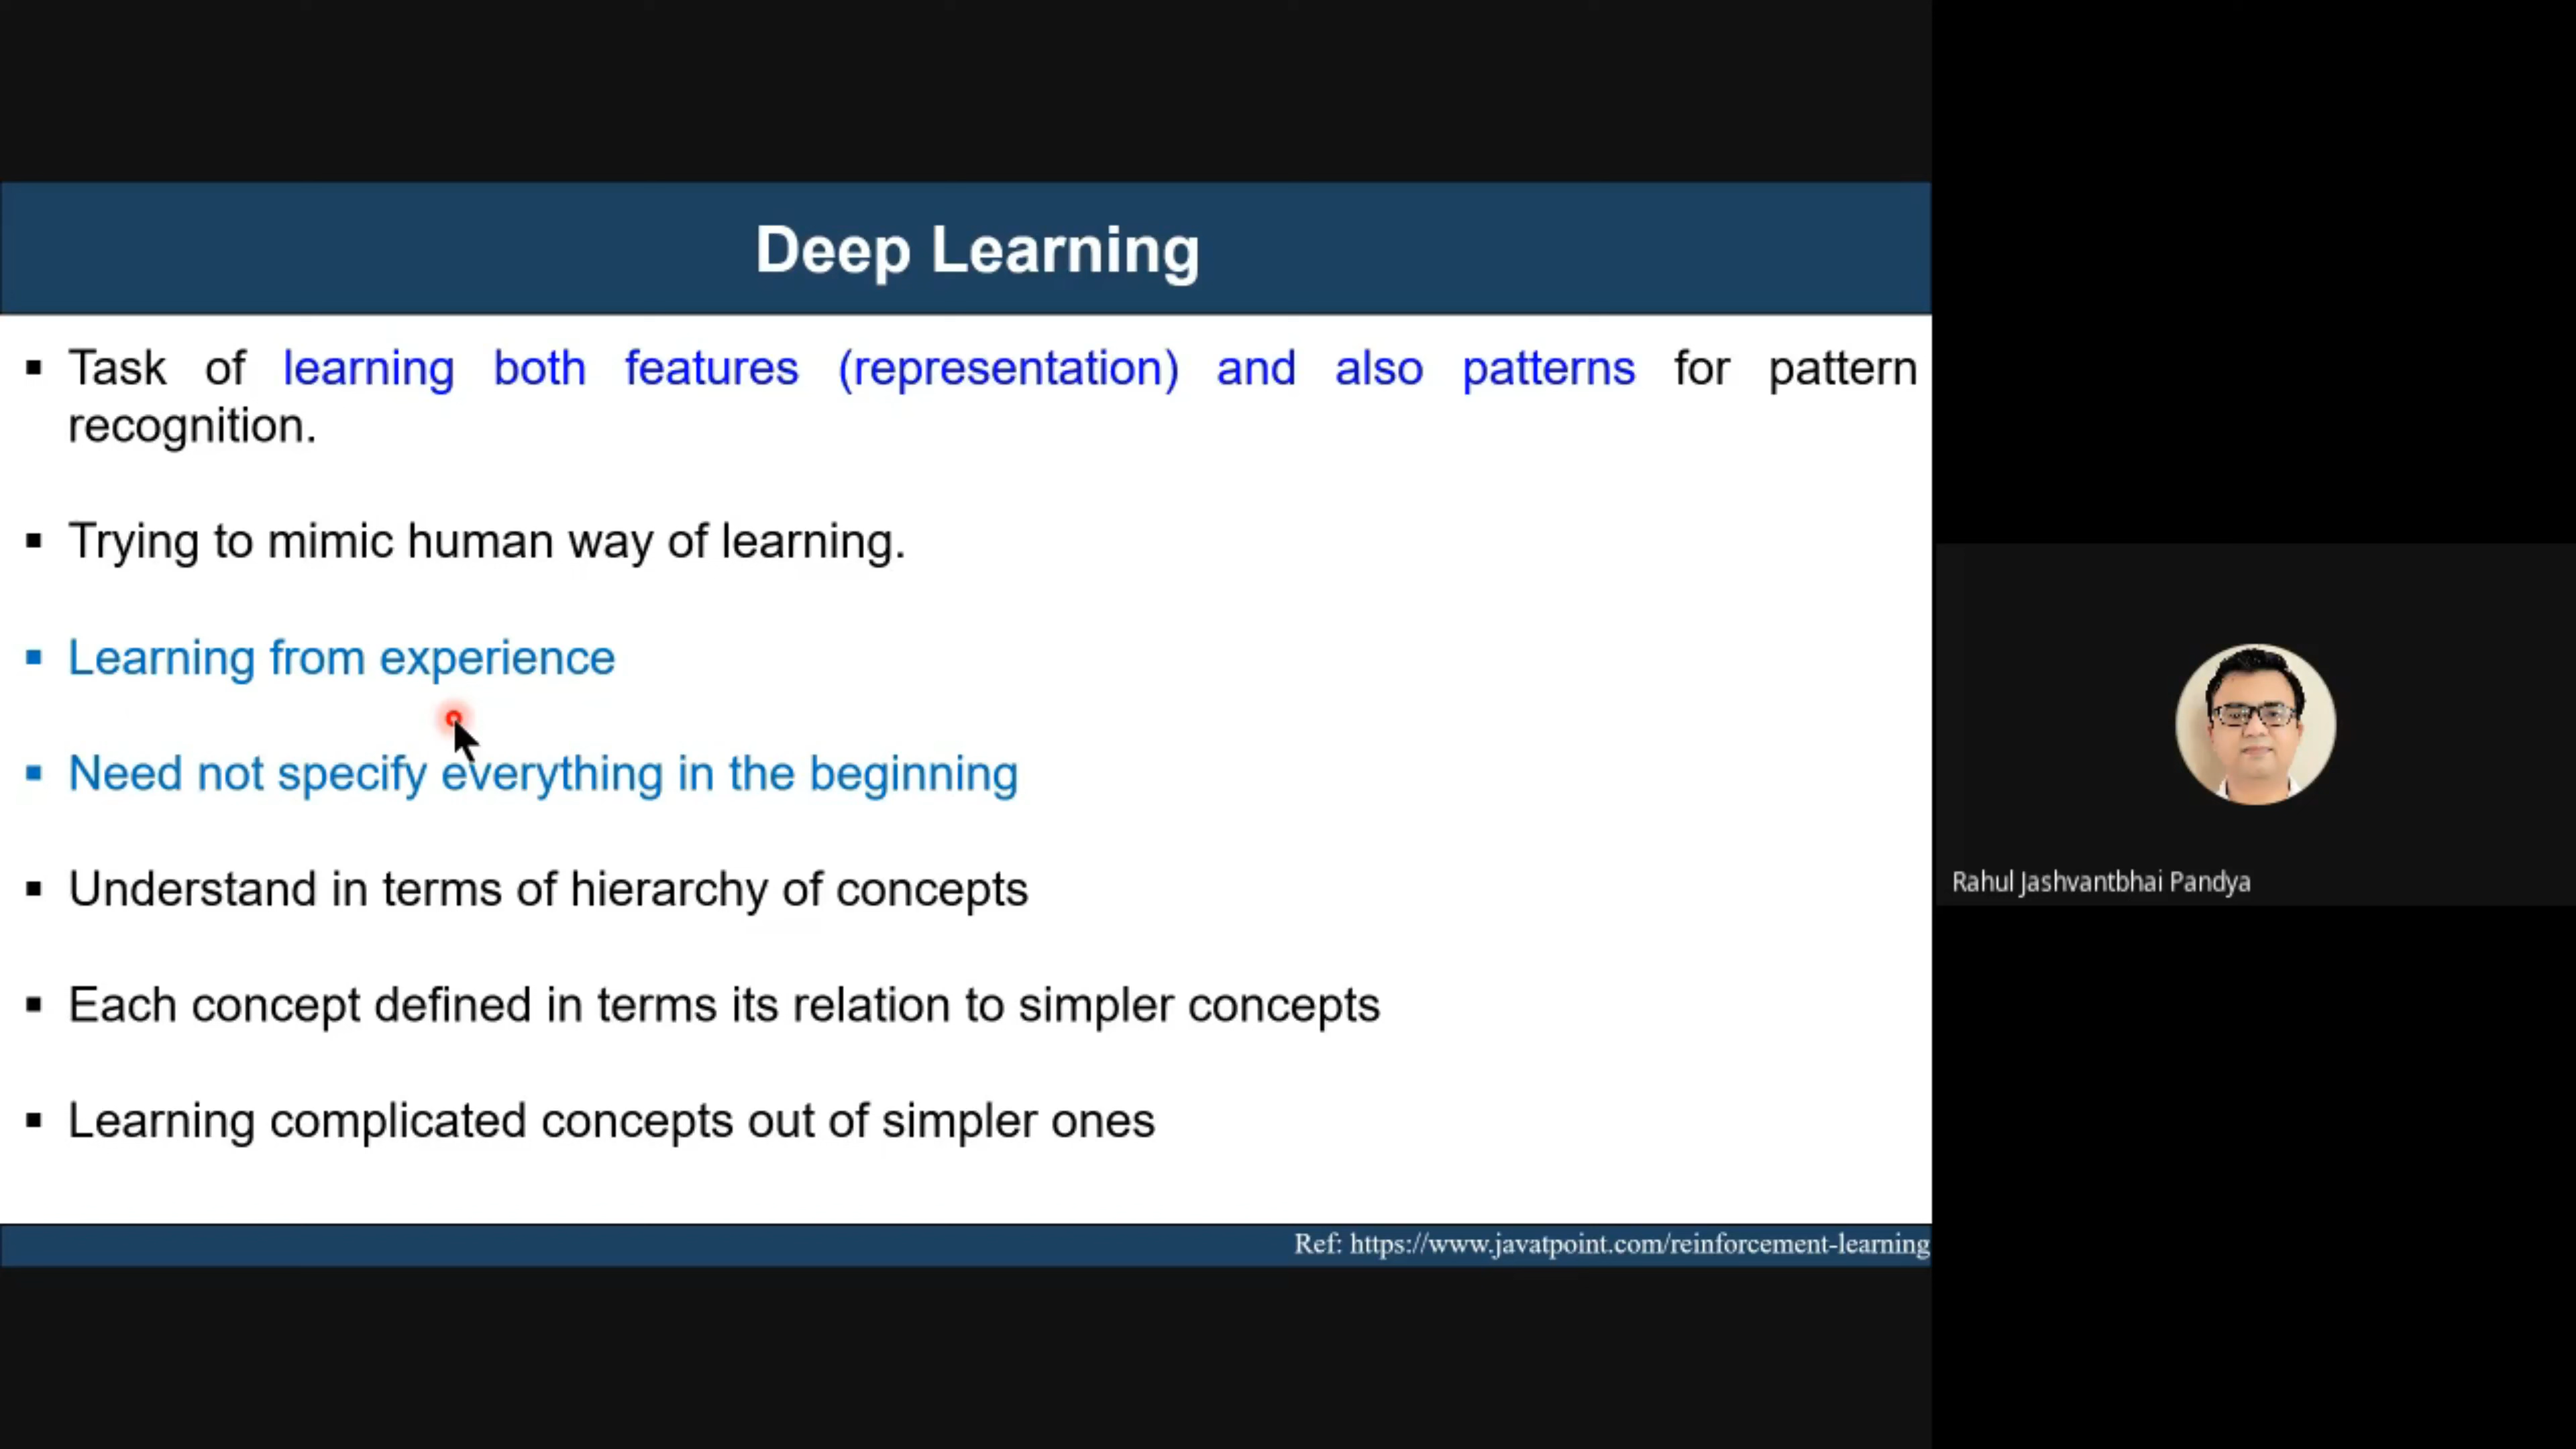 Deep Learning
▪ Task of learning both features (representation) and also patterns for pattern
recognition.
▪ Trying to mimic human way of learning.
▪ Learning from experience
▪ Need not specify everything in the beginning
▪ Understand in terms of hierarchy of concepts
▪ Each concept defined in terms its relation to simpler concepts
▪ Learning complicated concepts out of simpler ones
Ref: https://www.javatpoint.com/reinforcement-learning
Rahul Jashvantbhai Pandya